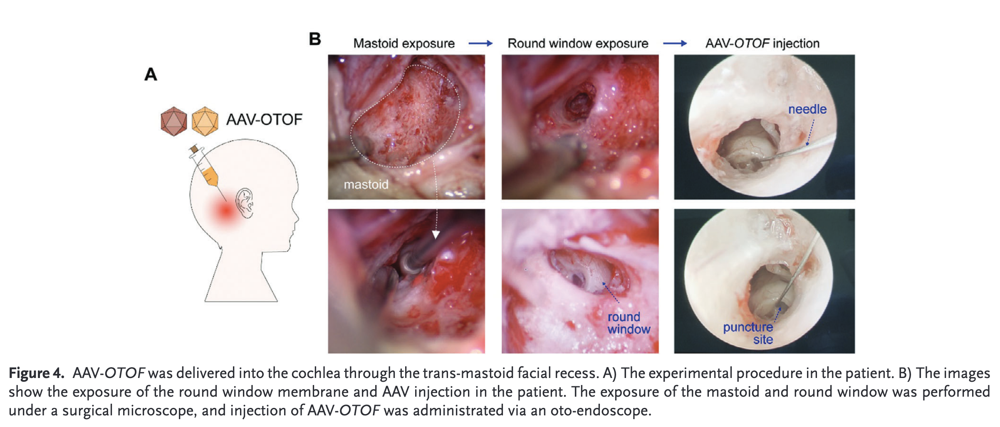 A
AAV-OTOF
B
Mastoid exposure
Round window exposure
AAV-OTOF injection
mastoid
needle
round
window
puncture
site
Figure 4. AAV-OTOF was delivered into the cochlea through the trans-mastoid facial recess. A) The experimental procedure in the patient. B) The images
show the exposure of the round window membrane and AAV injection in the patient. The exposure of the mastoid and round window was performed
under a surgical microscope, and injection of AAV-OTOF was administrated via an oto-endoscope.